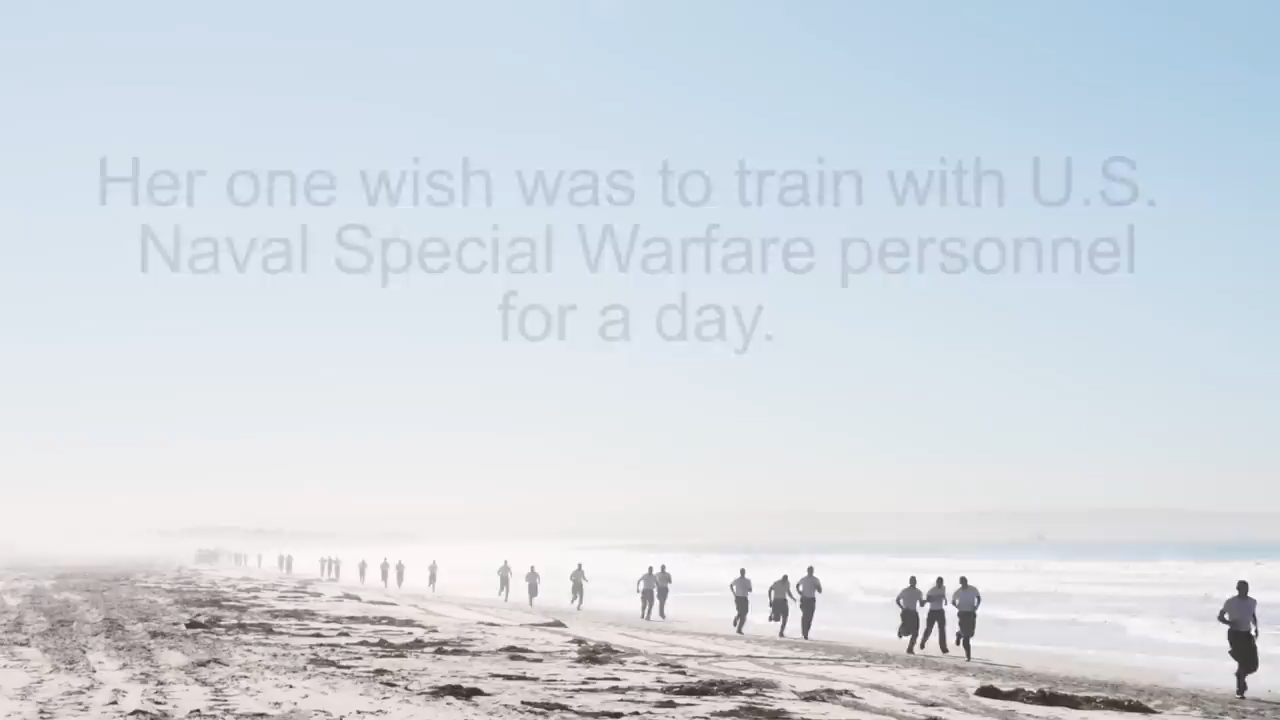 Her one wish was to train with U.S.
Naval Special Warfare personnel
for a day.